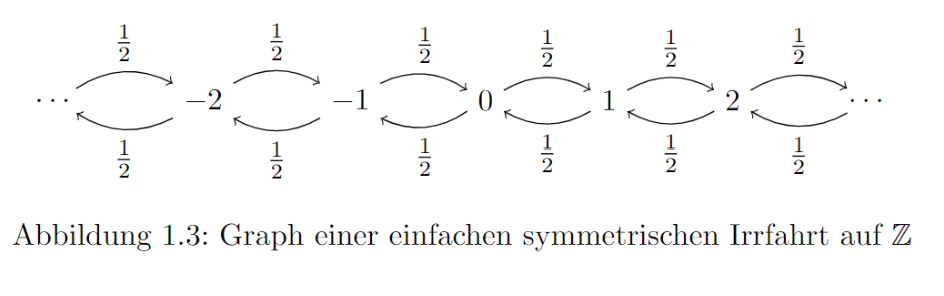 1/2 1/2 1/2 1/2 1/2 1/2
⋯ −2 −1 0 1 2 ⋯
1/2 1/2 1/2 1/2 1/2 1/2
Abbildung 1.3: Graph einer einfachen symmetrischen Irrfahrt auf ℤ